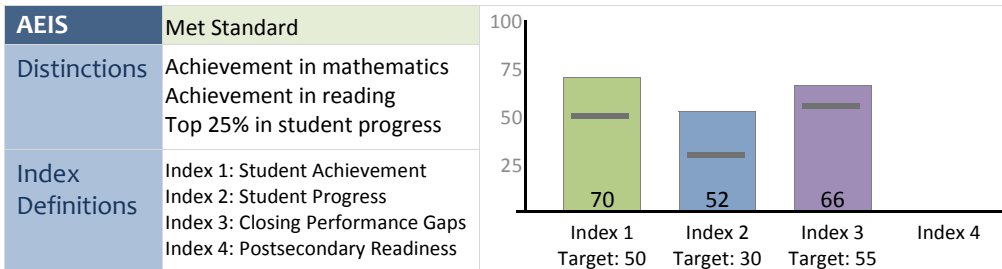 AEIS
Met Standard
Distinctions
Achievement in mathematics
Achievement in reading
Top 25% in student progress
Index
Definitions
Index 1: Student Achievement
Index 2: Student Progress
Index 3: Closing Performance Gaps
Index 4: Postsecondary Readiness
100
75
50
25
70
52
66
Index 1
Index 2
Index 3
Index 4
Target: 50
Target: 30
Target: 55